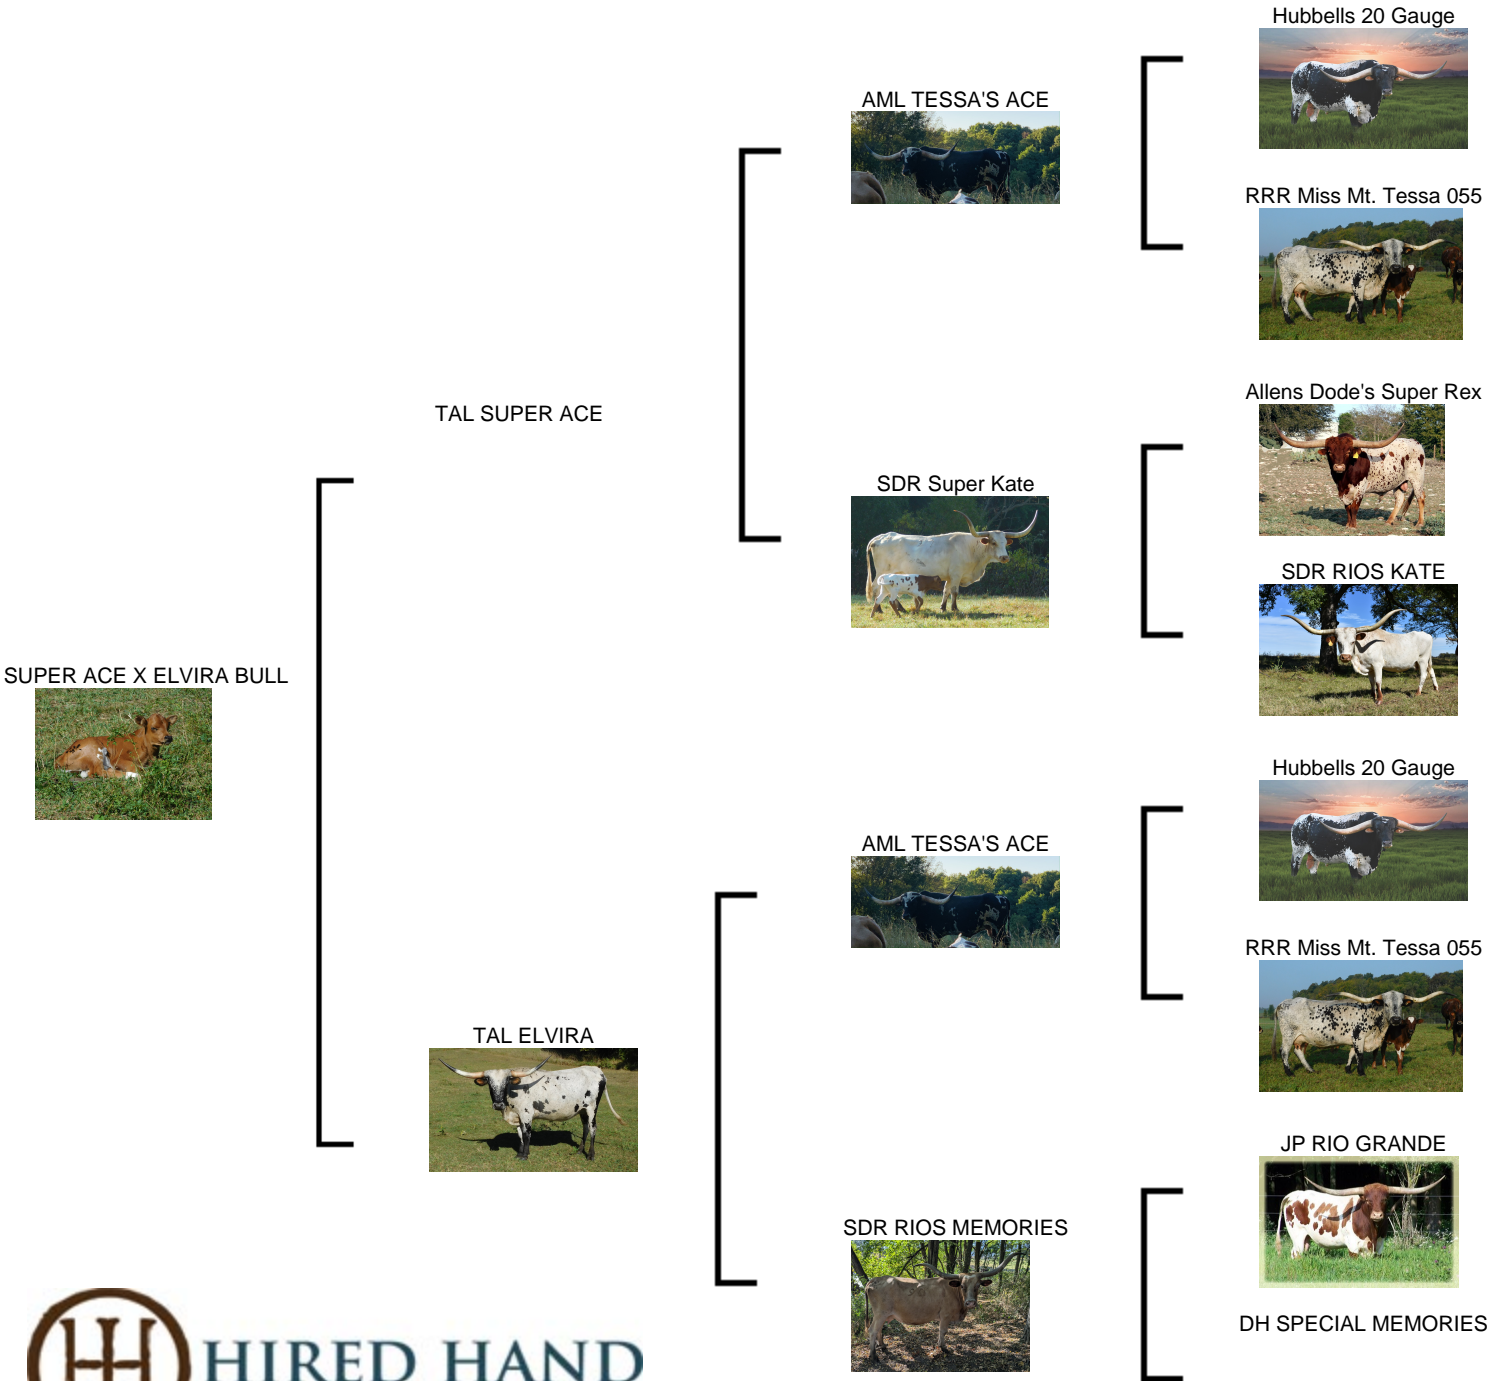 Hubbells 20 Gauge
AML TESSA'S ACE
RRR Miss Mt. Tessa 055
Allens Dode's Super Rex
TAL SUPER ACE
SDR Super Kate
SDR RIOS KATE
SUPER ACE X ELVIRA BULL
Hubbells 20 Gauge
AML TESSA'S ACE
RRR Miss Mt. Tessa 055
TAL ELVIRA
JP RIO GRANDE
SDR RIOS MEMORIES
DH SPECIAL MEMORIES
HIRED HAND